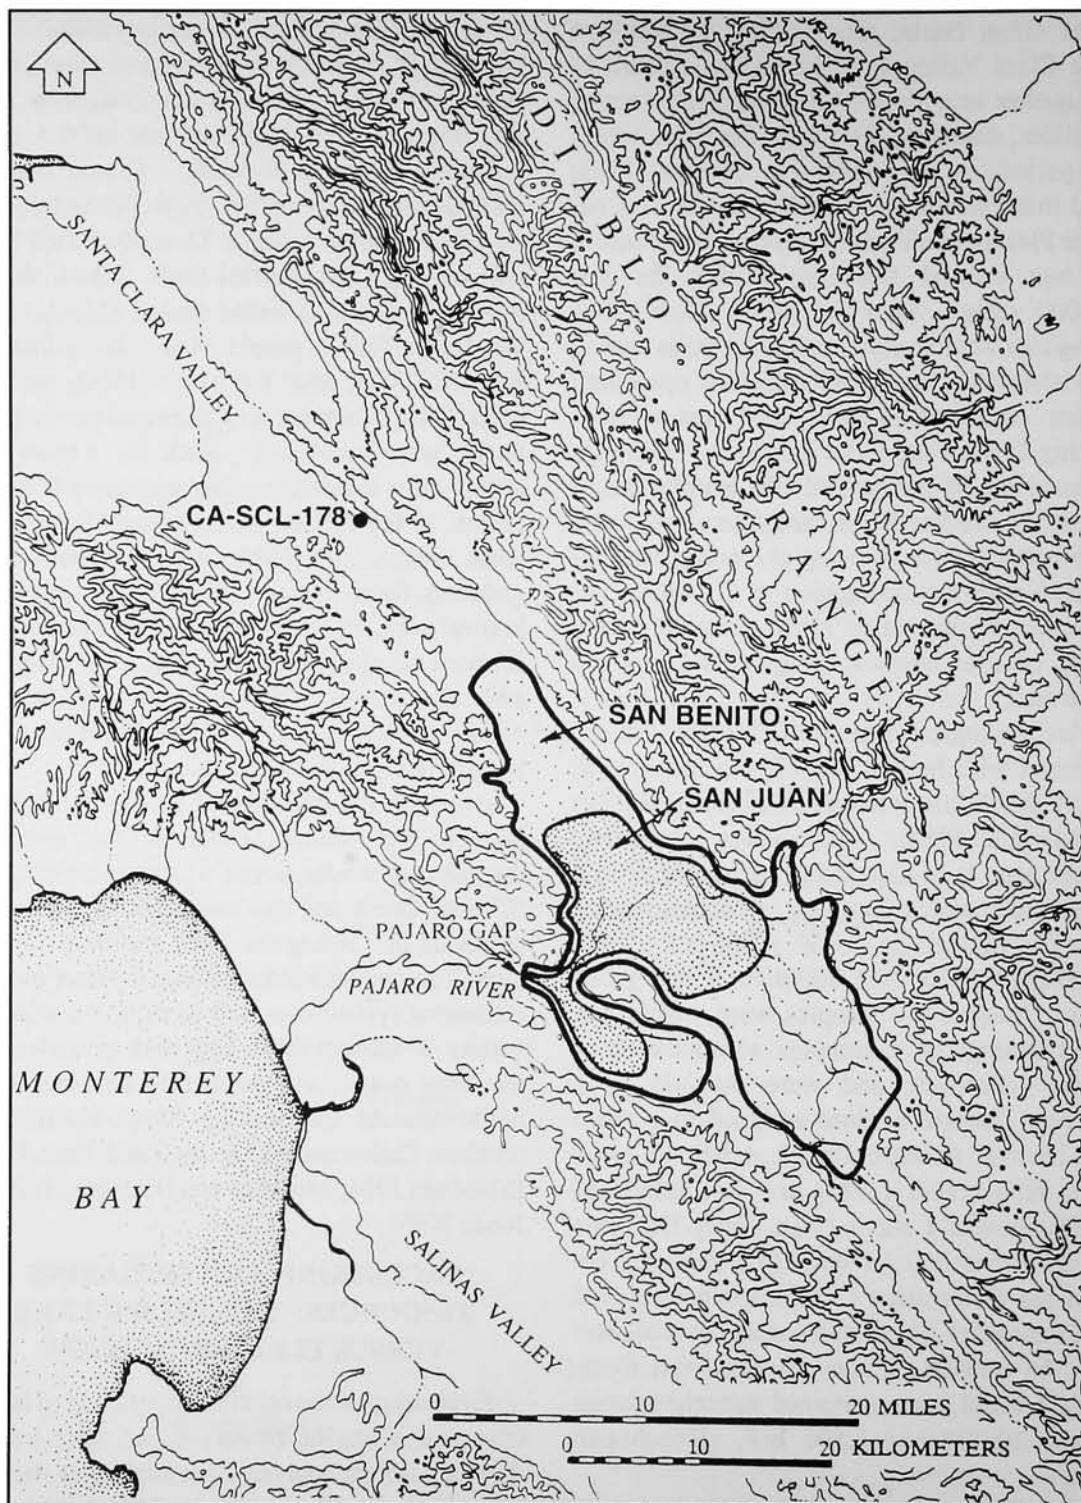 N
DIABLO RANGE
SANTA CLARA VALLEY
CA-SCL-178
SAN BENITO
SAN JUAN
PAJARO GAP
PAJARO RIVER
MONTEREY
BAY
SALINAS VALLEY
0 10 20 MILES
0 10 20 KILOMETERS